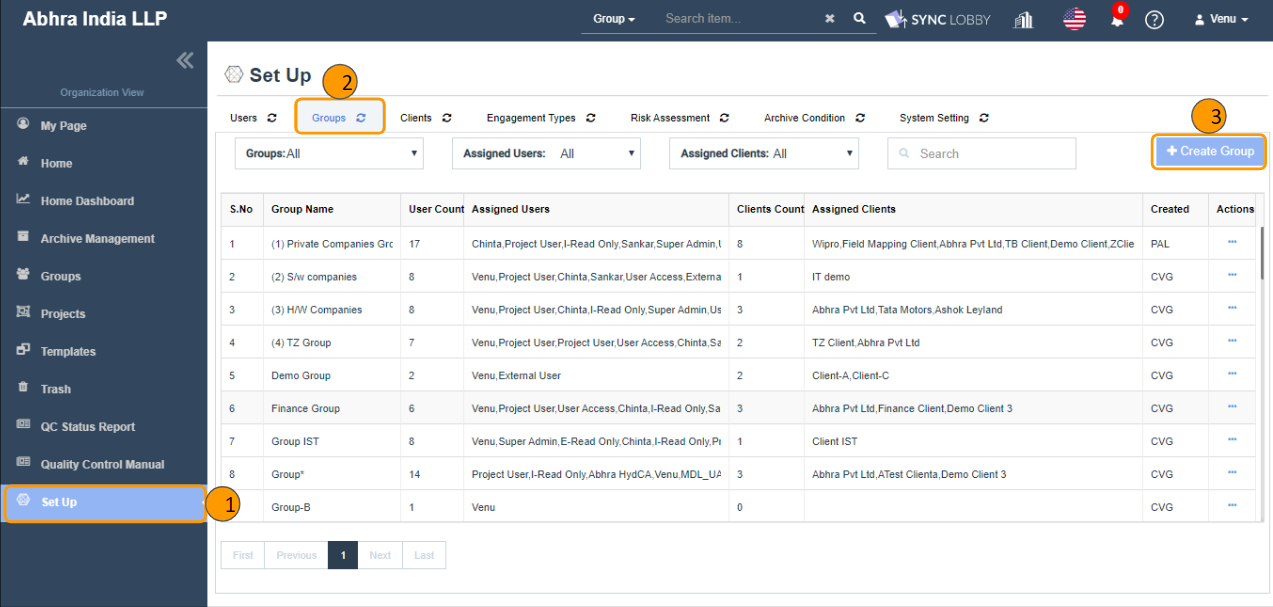 Abhra India LLP
Group
Search item...
SYNC LOBBY
0
Venu
Organization View
My Page
Home
Home Dashboard
Archive Management
Groups
Projects
Templates
Trash
QC Status Report
Quality Control Manual
Set Up
1
Set Up
2
Users Groups Clients Engagement Types Risk Assessment Archive Condition System Setting
3
Groups:All Assigned Users: All Assigned Clients: All Search
+ Create Group
S.No Group Name User Count Assigned Users Clients Count Assigned Clients Created Actions
1 (1) Private Companies Grc 17 Chinta,Project User,I-Read Only,Sankar,Super Admin, 8 Wipro,Field Mapping Client,Abhra Pvt Ltd,TB Client,Demo Client,ZClie PAL ...
2 (2) S/w companies 8 Venu,Project User,Chinta,Sankar,User Access,Externa 1 IT demo CVG ...
3 (3) H/W Companies 8 Venu,Project User,Chinta,I-Read Only,Super Admin,Us 3 Abhra Pvt Ltd,Tata Motors,Ashok Leyland CVG ...
4 (4) TZ Group 7 Venu,Project User,Project User,User Access,Chinta,Sa 2 TZ Client,Abhra Pvt Ltd CVG ...
5 Demo Group 2 Venu,External User 2 Client-A,Client-C CVG ...
6 Finance Group 6 Venu,Project User,User Access,Chinta,I-Read Only,Sa 3 Abhra Pvt Ltd,Finance Client,Demo Client 3 CVG ...
7 Group IST 8 Venu,Super Admin,E-Read Only,Chinta,I-Read Only,Pr 1 Client IST CVG ...
8 Group* 14 Project User,I-Read Only,Abhra HydCA,Venu,MDL_UA 3 Abhra Pvt Ltd,ATest Clienta,Demo Client 3 CVG ...
Group-B 1 Venu 0 CVG ...
First Previous 1 Next Last